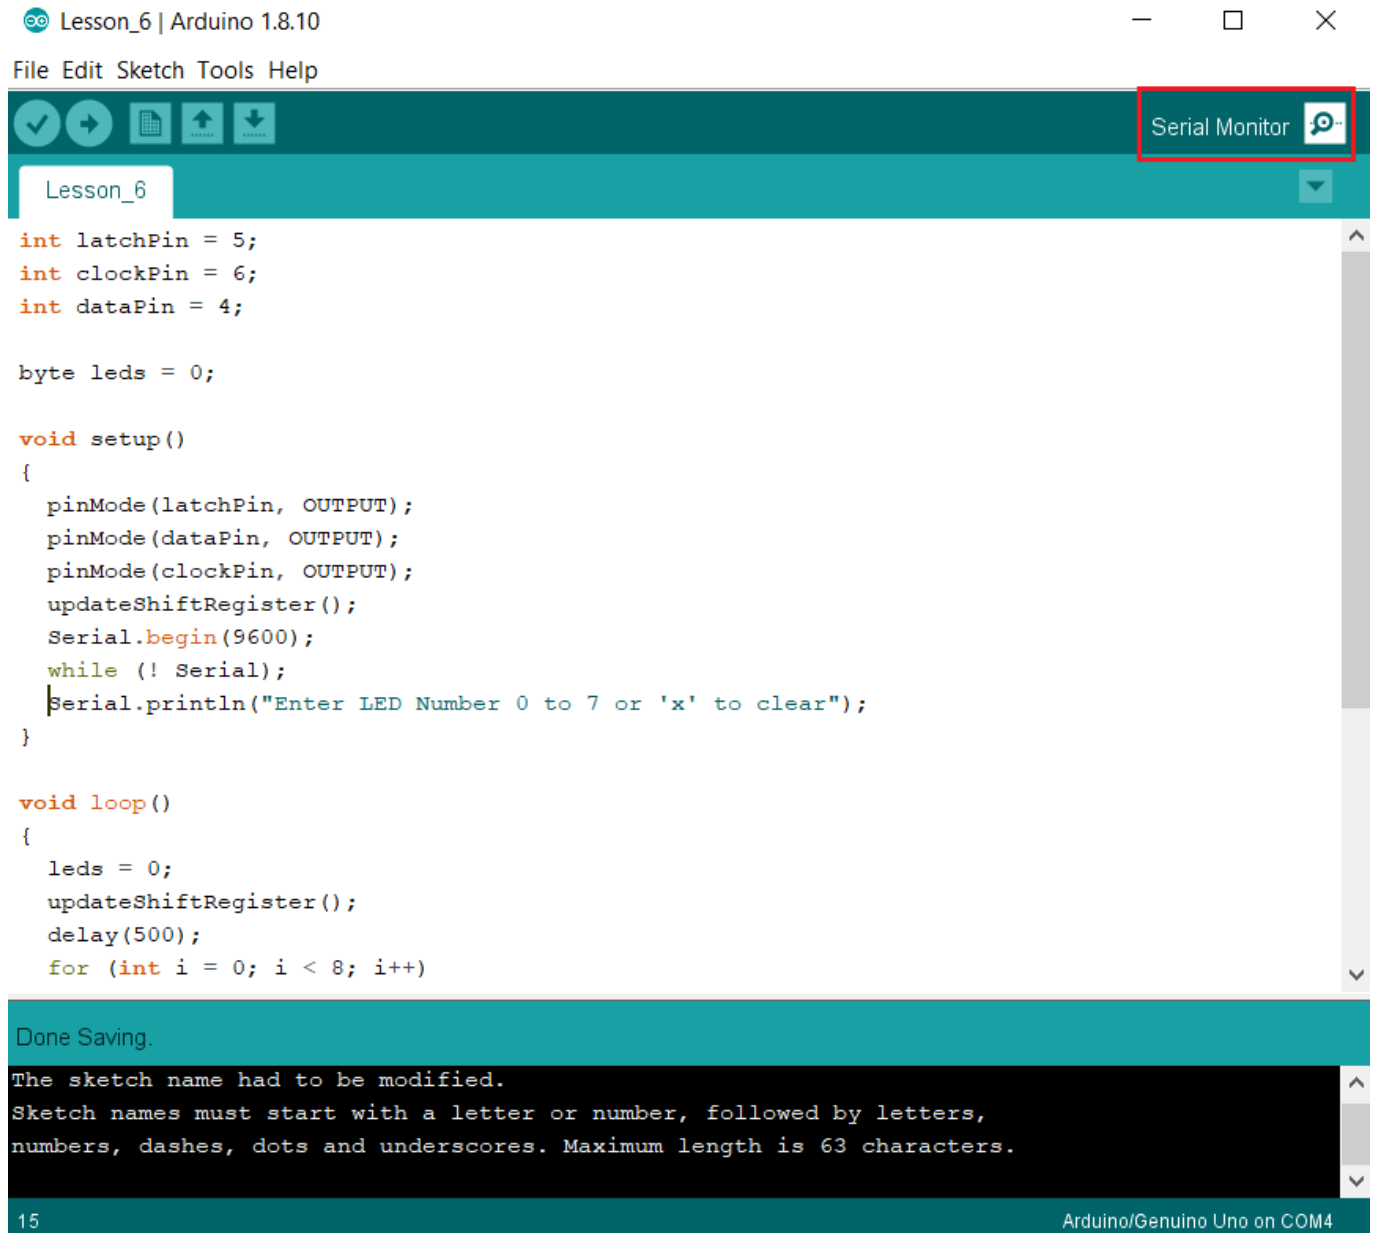 Lesson_6 | Arduino 1.8.10
File Edit Sketch Tools Help
Serial Monitor
Lesson_6
int latchPin = 5;
int clockPin = 6;
int dataPin = 4;
byte leds = 0;
void setup()
{
  pinMode(latchPin, OUTPUT);
  pinMode(dataPin, OUTPUT);
  pinMode(clockPin, OUTPUT);
  updateShiftRegister();
  Serial.begin(9600);
  while (! Serial);
  Serial.println("Enter LED Number 0 to 7 or 'x' to clear");
}
void loop()
{
  leds = 0;
  updateShiftRegister();
  delay(500);
  for (int i = 0; i < 8; i++)
Done Saving.
The sketch name had to be modified.
Sketch names must start with a letter or number, followed by letters,
numbers, dashes, dots and underscores. Maximum length is 63 characters.
15
Arduino/Genuino Uno on COM4